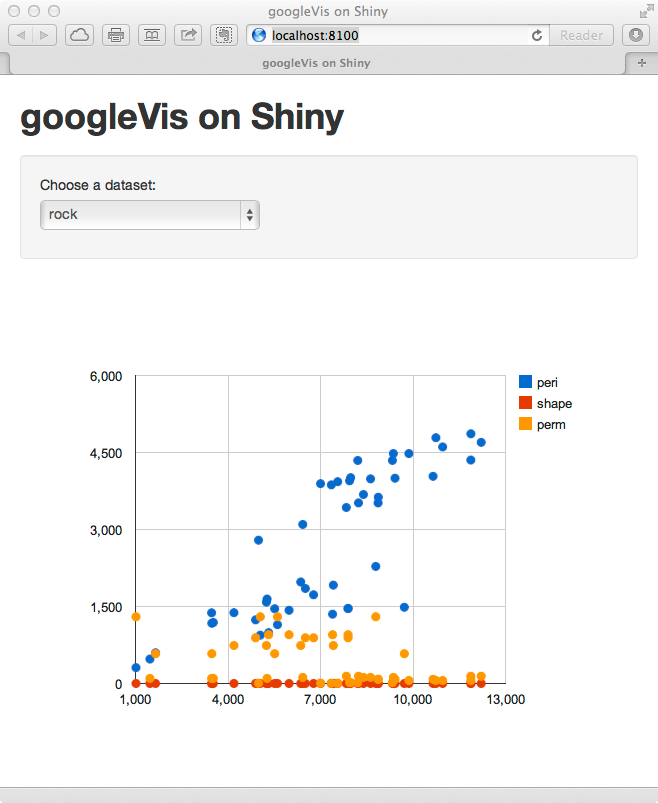 googleVis on Shiny
localhost:8100
Reader
googleVis on Shiny
googleVis on Shiny
Choose a dataset:
rock
6,000
4,500
3,000
1,500
0
1,000 4,000 7,000 10,000 13,000
peri
shape
perm